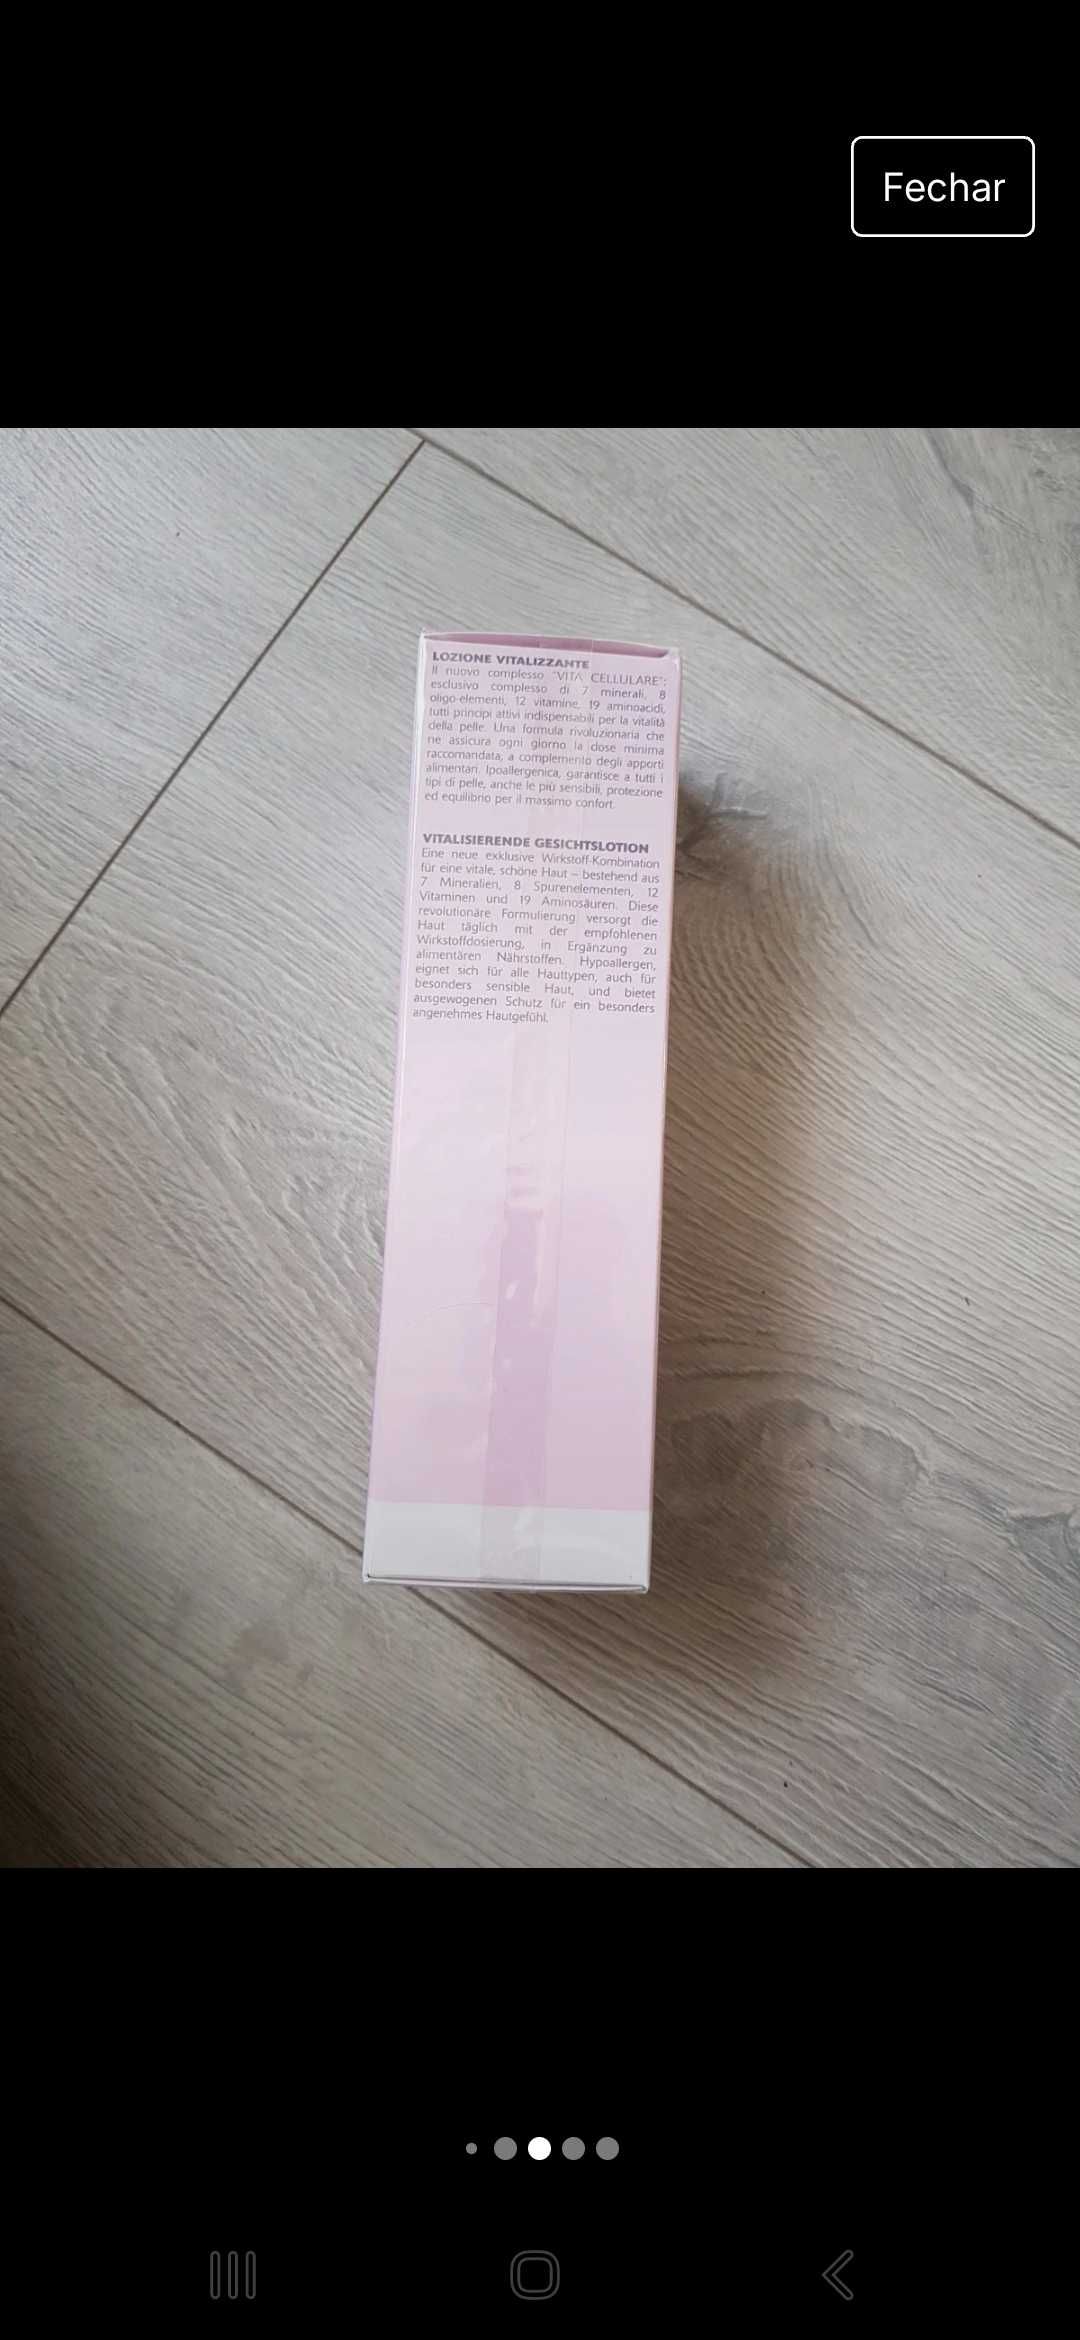 Fechar
LOZIONE VITALIZZANTE
Il nuovo complesso "VITA CELLULARE":
esclusivo complesso di 7 minerali, 8
oligo-elementi, 12 vitamine, 19 aminoacidi,
tutti principi attivi indispensabili per la vitalità
della pelle. Una formula rivoluzionaria che
ne assicura ogni giorno la dose minima
raccomandata, a complemento degli apporti
alimentari. Ipoallergenica, garantisce a tutti i
tipi di pelle, anche le più sensibili, protezione
ed equilibrio per il massimo confort.
VITALISIERENDE GESICHTSLOTION
Eine neue exklusive Wirkstoff-Kombination
für eine vitale, schöne Haut – bestehend aus
7 Mineralien, 8 Spurenelementen, 12
Vitaminen und 19 Aminosäuren. Diese
revolutionäre Formulierung versorgt die
Haut täglich mit der empfohlenen
Wirkstoffdosierung, in Ergänzung zu
alimentären Nährstoffen. Hypoallergen,
eignet sich für alle Hauttypen, auch für
besonders sensible Haut, und bietet
ausgewogenen Schutz für ein besonders
angenehmes Hautgefühl.